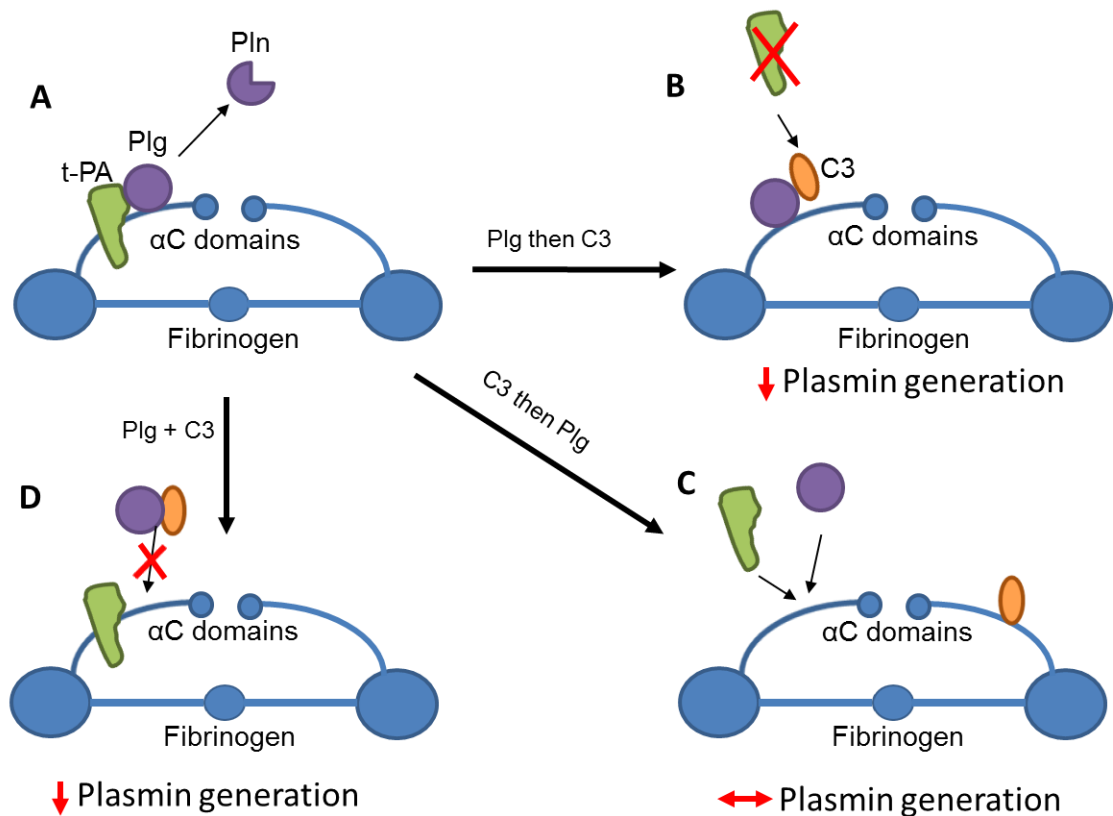 A
Pln
Plg
t-PA
αC domains
Fibrinogen
Plg then C3
B
C3
αC domains
Fibrinogen
Plasmin generation
C3 then Plg
Plg + C3
D
αC domains
Fibrinogen
Plasmin generation
C
αC domains
Fibrinogen
Plasmin generation